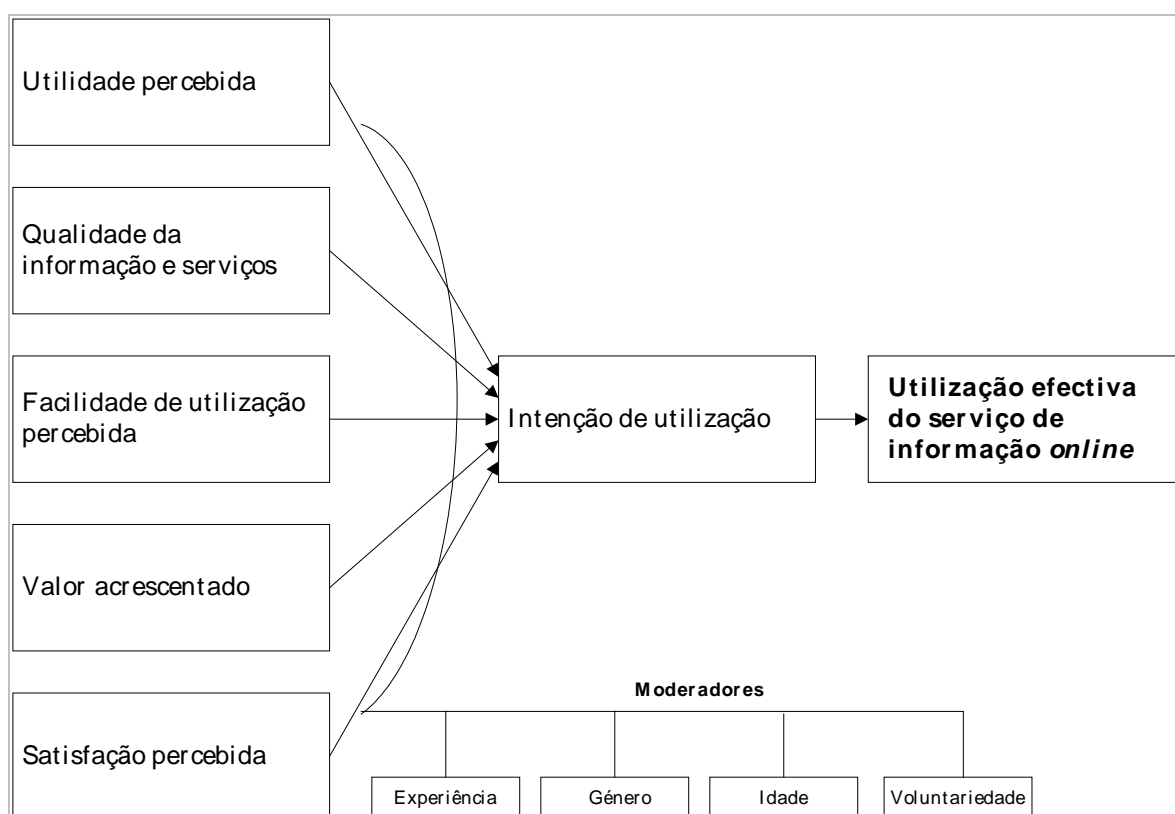 Utilidade percebida
Qualidade da
informação e serviços
Facilidade de utilização
percebida
Intenção de utilização
Utilização efectiva
do serviço de
informação online
Valor acrescentado
Satisfação percebida
Moderadores
Experiência
Género
Idade
Voluntariedade